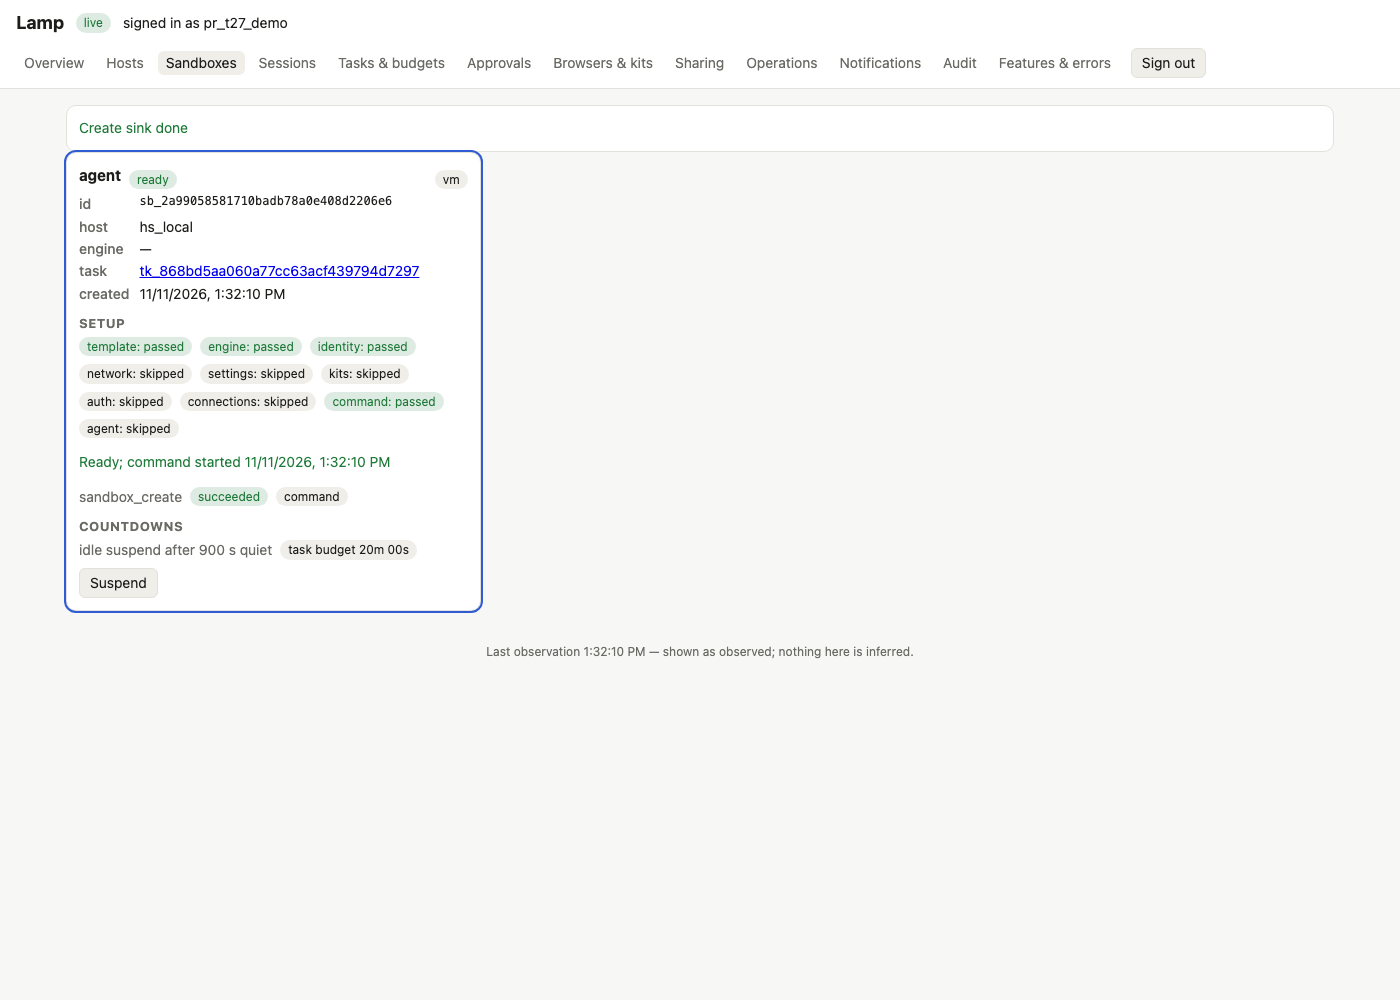 Lamp live signed in as pr_t27_demo
Overview Hosts Sandboxes Sessions Tasks & budgets Approvals Browsers & kits Sharing Operations Notifications Audit Features & errors Sign out
Create sink done
agent ready vm
id sb_2a99058581710badb78a0e408d2206e6
host hs_local
engine —
task tk_868bd5aa060a77cc63acf439794d7297
created 11/11/2026, 1:32:10 PM
SETUP
template: passed engine: passed identity: passed
network: skipped settings: skipped kits: skipped
auth: skipped connections: skipped command: passed
agent: skipped
Ready; command started 11/11/2026, 1:32:10 PM
sandbox_create succeeded command
COUNTDOWNS
idle suspend after 900 s quiet task budget 20m 00s
Suspend
Last observation 1:32:10 PM — shown as observed; nothing here is inferred.